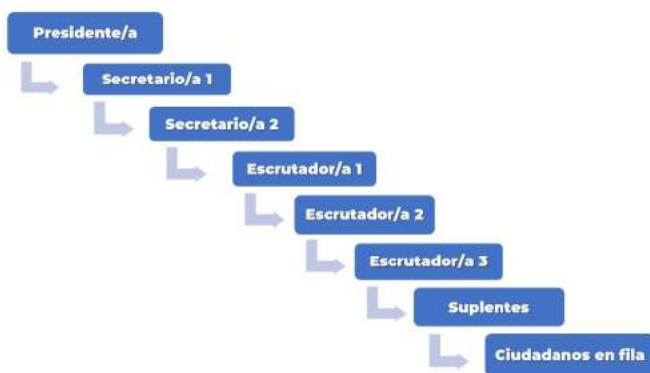 Presidente/a
Secretario/a 1
Secretario/a 2
Escrutador/a 1
Escrutador/a 2
Escrutador/a 3
Suplentes
Ciudadanos en fila